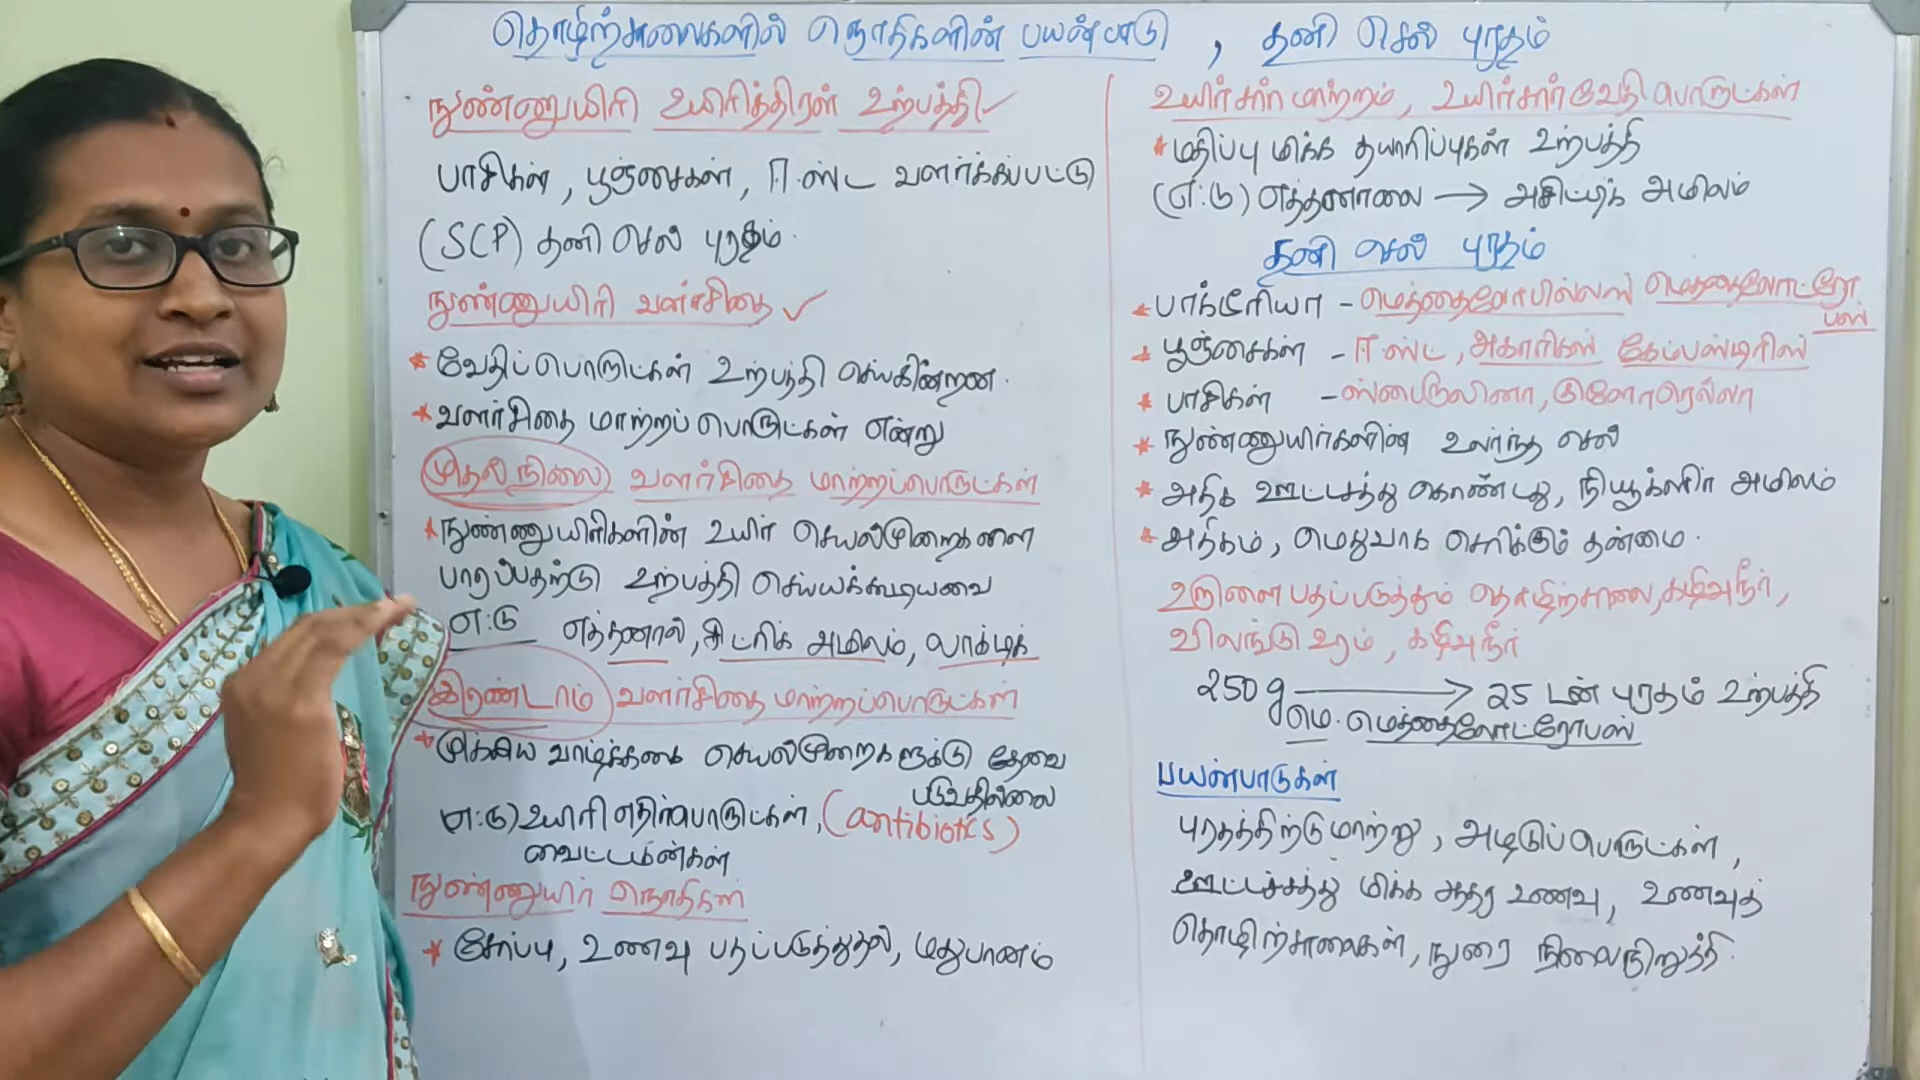 தொழிற்சாலைகளில் நொதிகளின் பயன்பாடு , தனி செல் புரதம்
நுண்ணுயிரி உயிரித்திரள் உற்பத்தி
பாசிகள் , பூஞ்சைகள் , ஈஸ்ட் வளர்க்கப்பட்டு
(SCP) தனி செல் புரதம்.
நுண்ணுயிரி வளர்சிதை
* வேதிப்பொருட்கள் உற்பத்தி செய்கின்றன.
* வளர்சிதை மாற்றப் பொருட்கள் என்று
முதல்நிலை வளர்சிதை மாற்றப்பொருட்கள்
* நுண்ணுயிரிகளின் உயிர் செயல்முறைகளை
உற்பத்தி செய்யக்கூடியவை
எ:டு எத்தனால் , சிட்ரிக் அமிலம் , லாக்டிக்
இரண்டாம் வளர்சிதை மாற்றப்பொருட்கள்
* முக்கிய வாழ்க்கை செயல்முறைகளுக்கு தேவை
படுவதில்லை
எ:டு) உயிரி எதிர்பொருட்கள் , (antibiotics)
வைட்டமின்கள்
நுண்ணுயிர் நொதிகள்
* சோப்பு , உணவு பதப்படுத்துதல் , மதுபானம்
உயிர்சார் மாற்றம் , உயிர்சார் வேதி பொருட்கள்
* மதிப்பு மிக்க தயாரிப்புகள் உற்பத்தி
(எ:டு) எத்தனாலை → அசிட்டிக் அமிலம்
தனி செல் புரதம்
* பாக்டீரியா - மெத்தைலோபில்லஸ் மெத்தைலோட்ரோ
பஸ்
* பூஞ்சைகள் - ஈஸ்ட் , அகாரிகஸ் கேம்பஸ்டிரிஸ்
* பாசிகள் - ஸ்பைருலினா , குளோரெல்லா
* நுண்ணுயிர்களின் உலர்ந்த செல்
* அதிக ஊட்டசத்து கொண்டது , நியூக்ளிர் அமிலம்
* அதிகம் , மெதுவாக செரிக்கும் தன்மை.
பதப்படுத்தும் தொழிற்சாலை , கழிவுநீர் ,
விலங்கு உரம் , கழிவுநீர்
250 g → 25 டன் புரதம் உற்பத்தி
மெ. மெத்தைலோட்ரோபஸ்
பயன்பாடுகள்
புரதத்திற்கு மாற்று , அடிடுப்பொருட்கள் ,
ஊட்டச்சத்து மிக்க ஆதார உணவு , உணவுத்
தொழிற்சாலைகள் , நுரை நிலைநிறுத்தி.